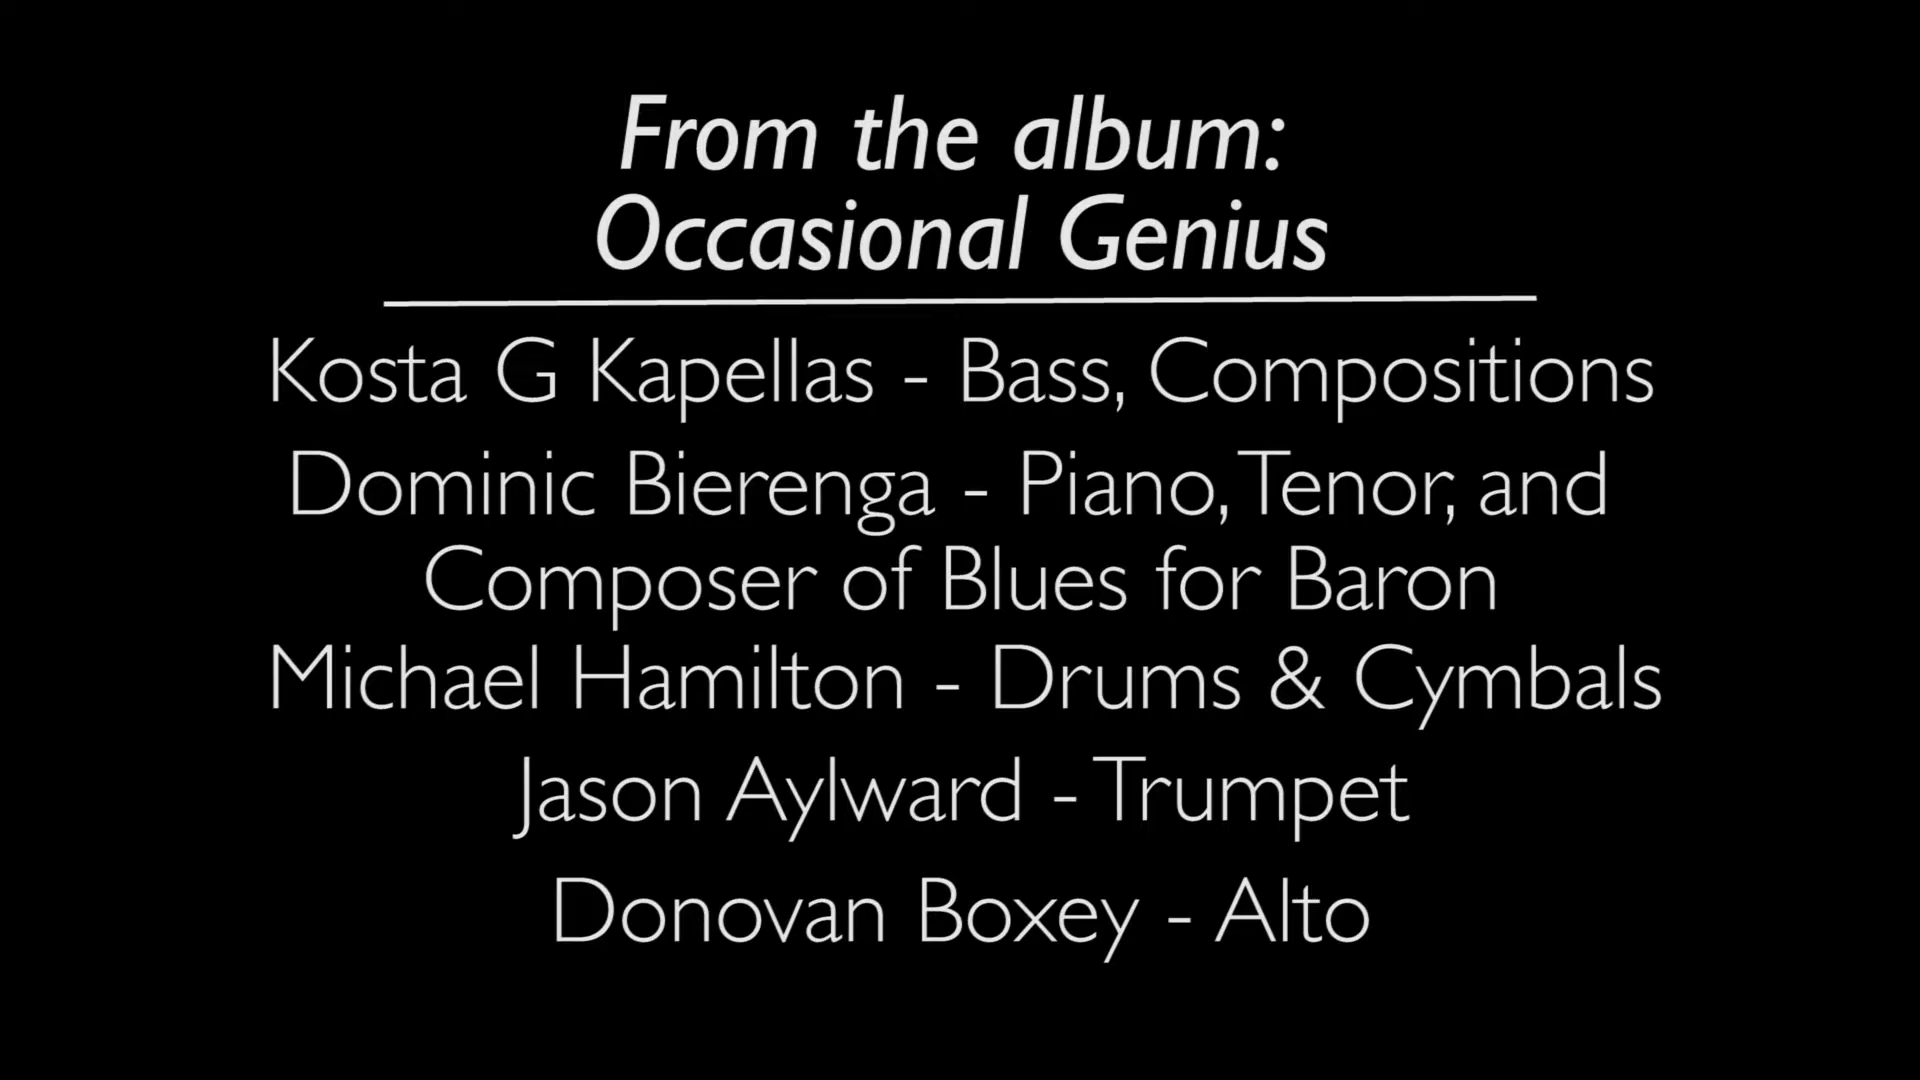 From the album:
Occasional Genius
Kosta G Kapellas - Bass, Compositions
Dominic Bierenga - Piano, Tenor, and
Composer of Blues for Baron
Michael Hamilton - Drums & Cymbals
Jason Aylward - Trumpet
Donovan Boxey - Alto